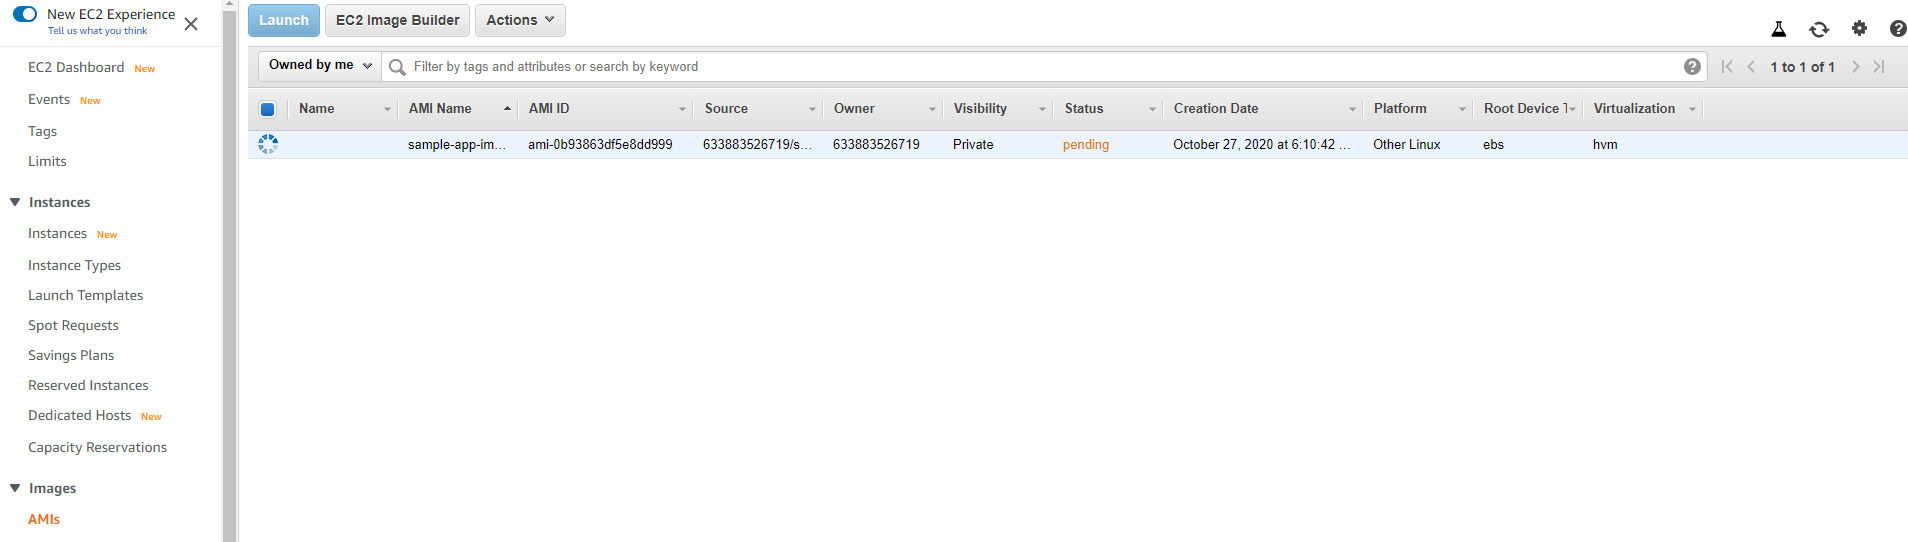 New EC2 Experience
Tell us what you think
EC2 Dashboard New
Events New
Tags
Limits
Instances
Instances New
Instance Types
Launch Templates
Spot Requests
Savings Plans
Reserved Instances
Dedicated Hosts New
Capacity Reservations
Images
AMIs
Launch EC2 Image Builder Actions
Owned by me Filter by tags and attributes or search by keyword 1 to 1 of 1
Name AMI Name AMI ID Source Owner Visibility Status Creation Date Platform Root Device T Virtualization
sample-app-im... ami-0b93863df5e8dd999 633883526719/s... 633883526719 Private pending October 27, 2020 at 6:10:42 ... Other Linux ebs hvm